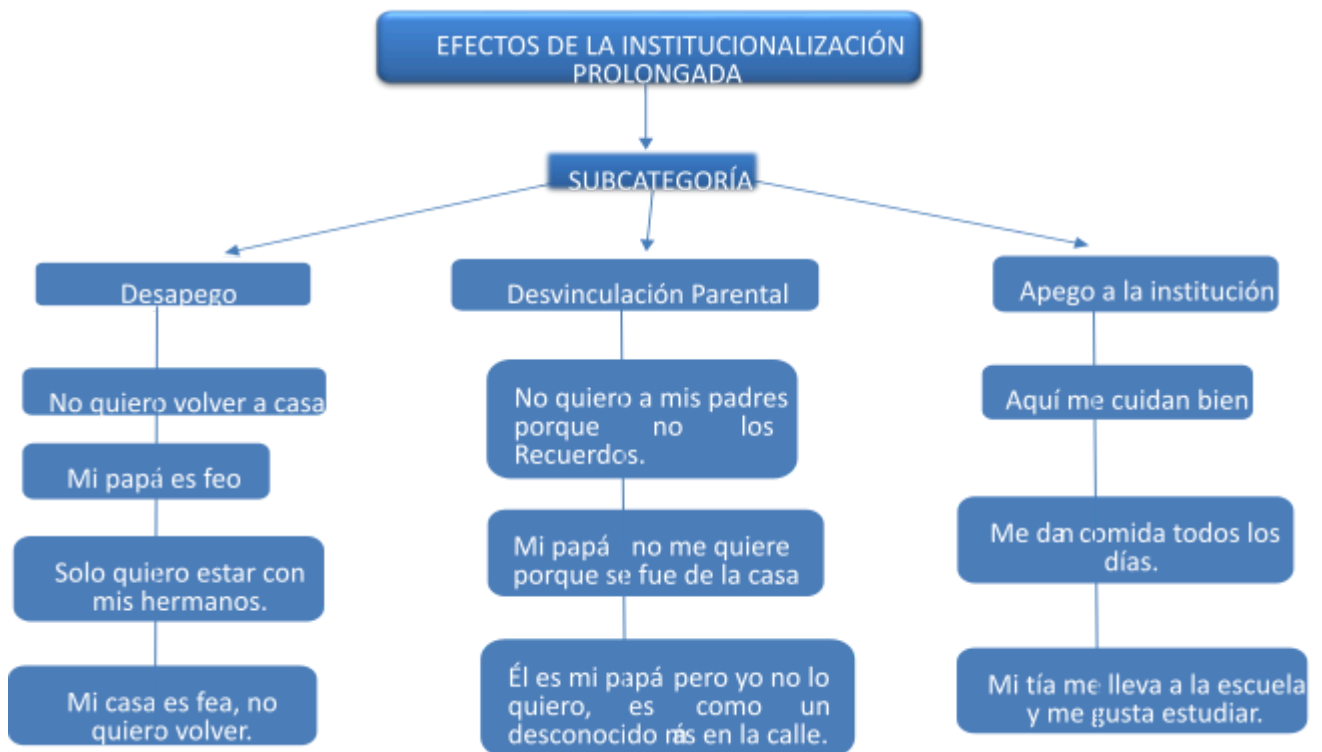 EFECTOS DE LA INSTITUCIONALIZACIÓN
PROLONGADA
SUBCATEGORÍA
Desapego
No quiero volver a casa
Mi papá es feo
Solo quiero estar con
mis hermanos.
Mi casa es fea, no
quiero volver.
Desvinculación Parental
No quiero a mis padres
porque no los
Recuerdos.
Mi papá no me quiere
porque se fue de la casa
Él es mi papá pero yo no lo
quiero, es como un
desconocido más en la calle.
Apego a la institución
Aquí me cuidan bien
Me dan comida todos los
días.
Mi tía me lleva a la escuela
y me gusta estudiar.